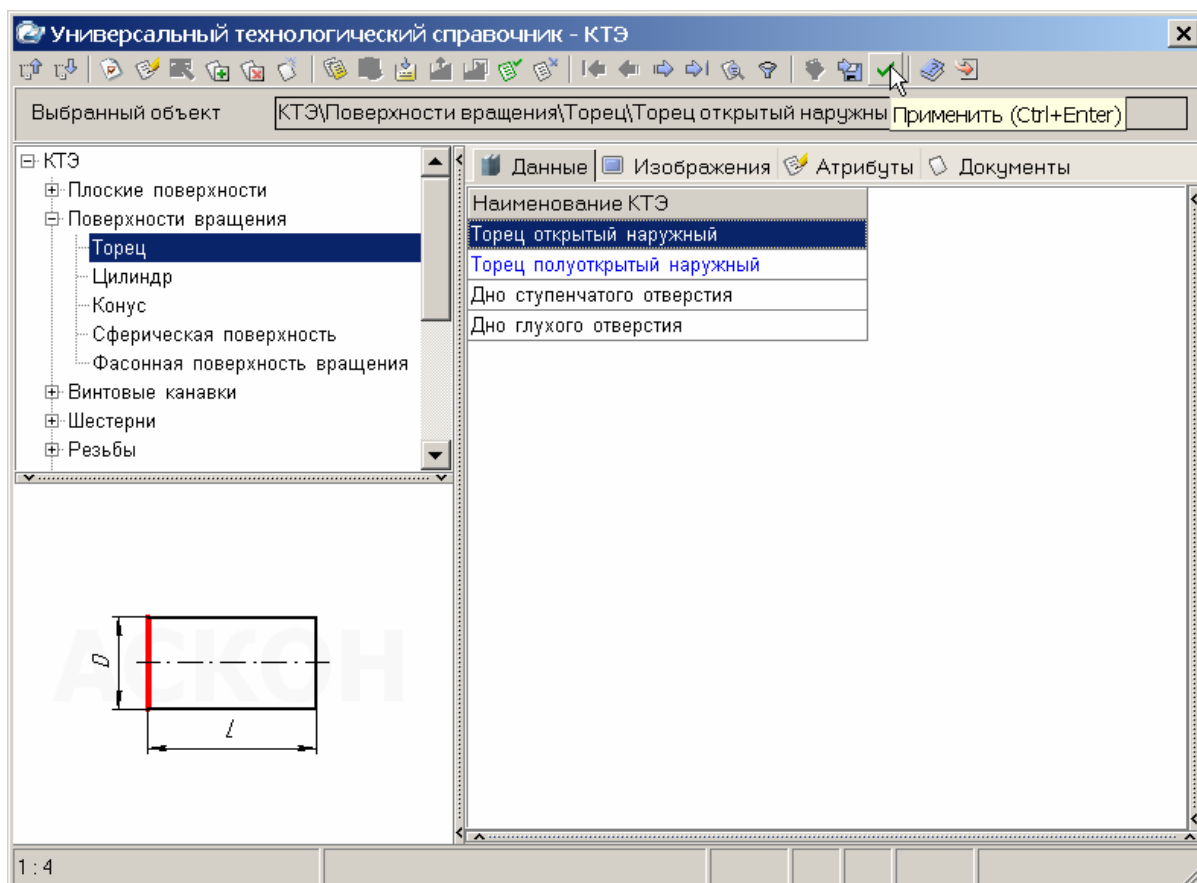 Универсальный технологический справочник - КТЭ
Выбранный объект КТЭ\Поверхности вращения\Торец\Торец открытый наружны
Применить (Ctrl+Enter)
КТЭ
Плоские поверхности
Поверхности вращения
Торец
Цилиндр
Конус
Сферическая поверхность
Фасонная поверхность вращения
Винтовые канавки
Шестерни
Резьбы
Данные Изображения Атрибуты Документы
Наименование КТЭ
Торец открытый наружный
Торец полуоткрытый наружный
Дно ступенчатого отверстия
Дно глухого отверстия
АСКОН
D
L
1 : 4